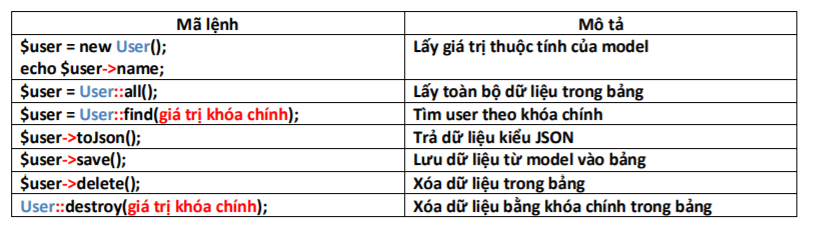 Mã lệnh Mô tả
$user = new User(); Lấy giá trị thuộc tính của model
echo $user->name;
$user = User::all(); Lấy toàn bộ dữ liệu trong bảng
$user = User::find(giá trị khóa chính); Tìm user theo khóa chính
$user->toJson(); Trả dữ liệu kiểu JSON
$user->save(); Lưu dữ liệu từ model vào bảng
$user->delete(); Xóa dữ liệu trong bảng
User::destroy(giá trị khóa chính); Xóa dữ liệu bằng khóa chính trong bảng